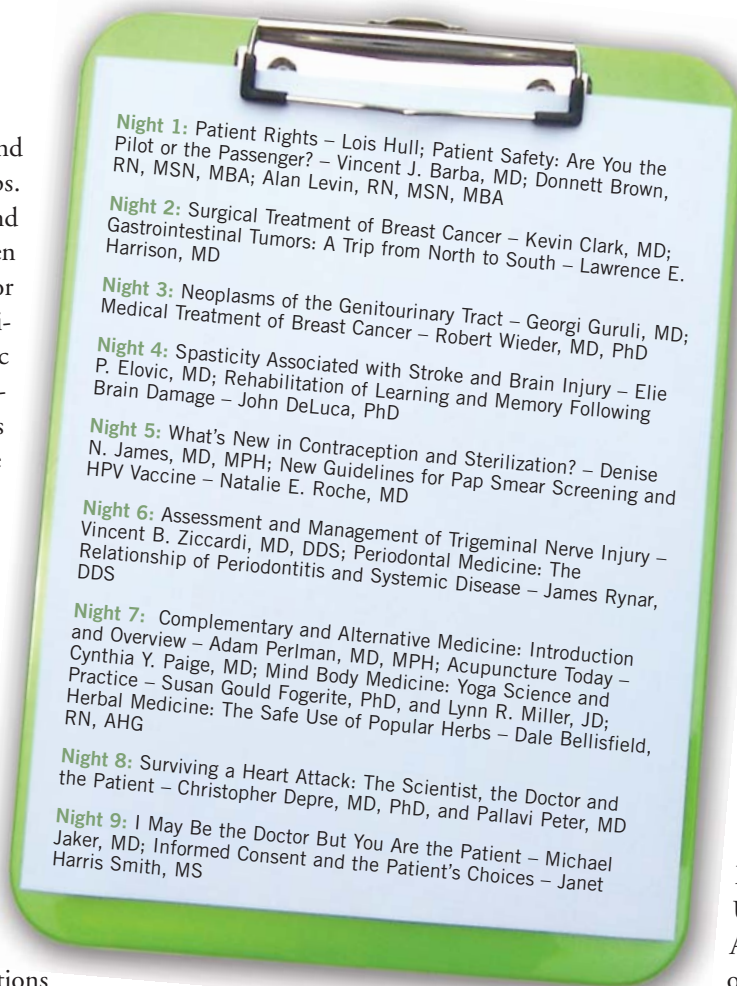 Night 1: Patient Rights – Lois Hull; Patient Safety: Are You the
Pilot or the Passenger? – Vincent J. Barba, MD; Donnett Brown,
RN, MSN, MBA; Alan Levin, RN, MSN, MBA
Night 2: Surgical Treatment of Breast Cancer – Kevin Clark, MD;
Gastrointestinal Tumors: A Trip from North to South – Lawrence E.
Harrison, MD
Night 3: Neoplasms of the Genitourinary Tract – Georgi Guruli, MD;
Medical Treatment of Breast Cancer – Robert Wieder, MD, PhD
Night 4: Spasticity Associated with Stroke and Brain Injury – Elie
P. Elovic, MD; Rehabilitation of Learning and Memory Following
Brain Damage – John DeLuca, PhD
Night 5: What's New in Contraception and Sterilization? – Denise
N. James, MD, MPH; New Guidelines for Pap Smear Screening and
HPV Vaccine – Natalie E. Roche, MD
Night 6: Assessment and Management of Trigeminal Nerve Injury –
Vincent B. Ziccardi, MD, DDS; Periodontal Medicine: The
Relationship of Periodontitis and Systemic Disease – James Rynar,
DDS
Night 7: Complementary and Alternative Medicine: Introduction
and Overview – Adam Perlman, MD, MPH; Acupuncture Today –
Cynthia Y. Paige, MD; Mind Body Medicine: Yoga Science and
Practice – Susan Gould Fogerite, PhD, and Lynn R. Miller, JD;
Herbal Medicine: The Safe Use of Popular Herbs – Dale Bellisfield,
RN, AHG
Night 8: Surviving a Heart Attack: The Scientist, the Doctor and
the Patient – Christopher Depre, MD, PhD, and Pallavi Peter, MD
Night 9: I May Be the Doctor But You Are the Patient – Michael
Jaker, MD; Informed Consent and the Patient's Choices – Janet
Harris Smith, MS